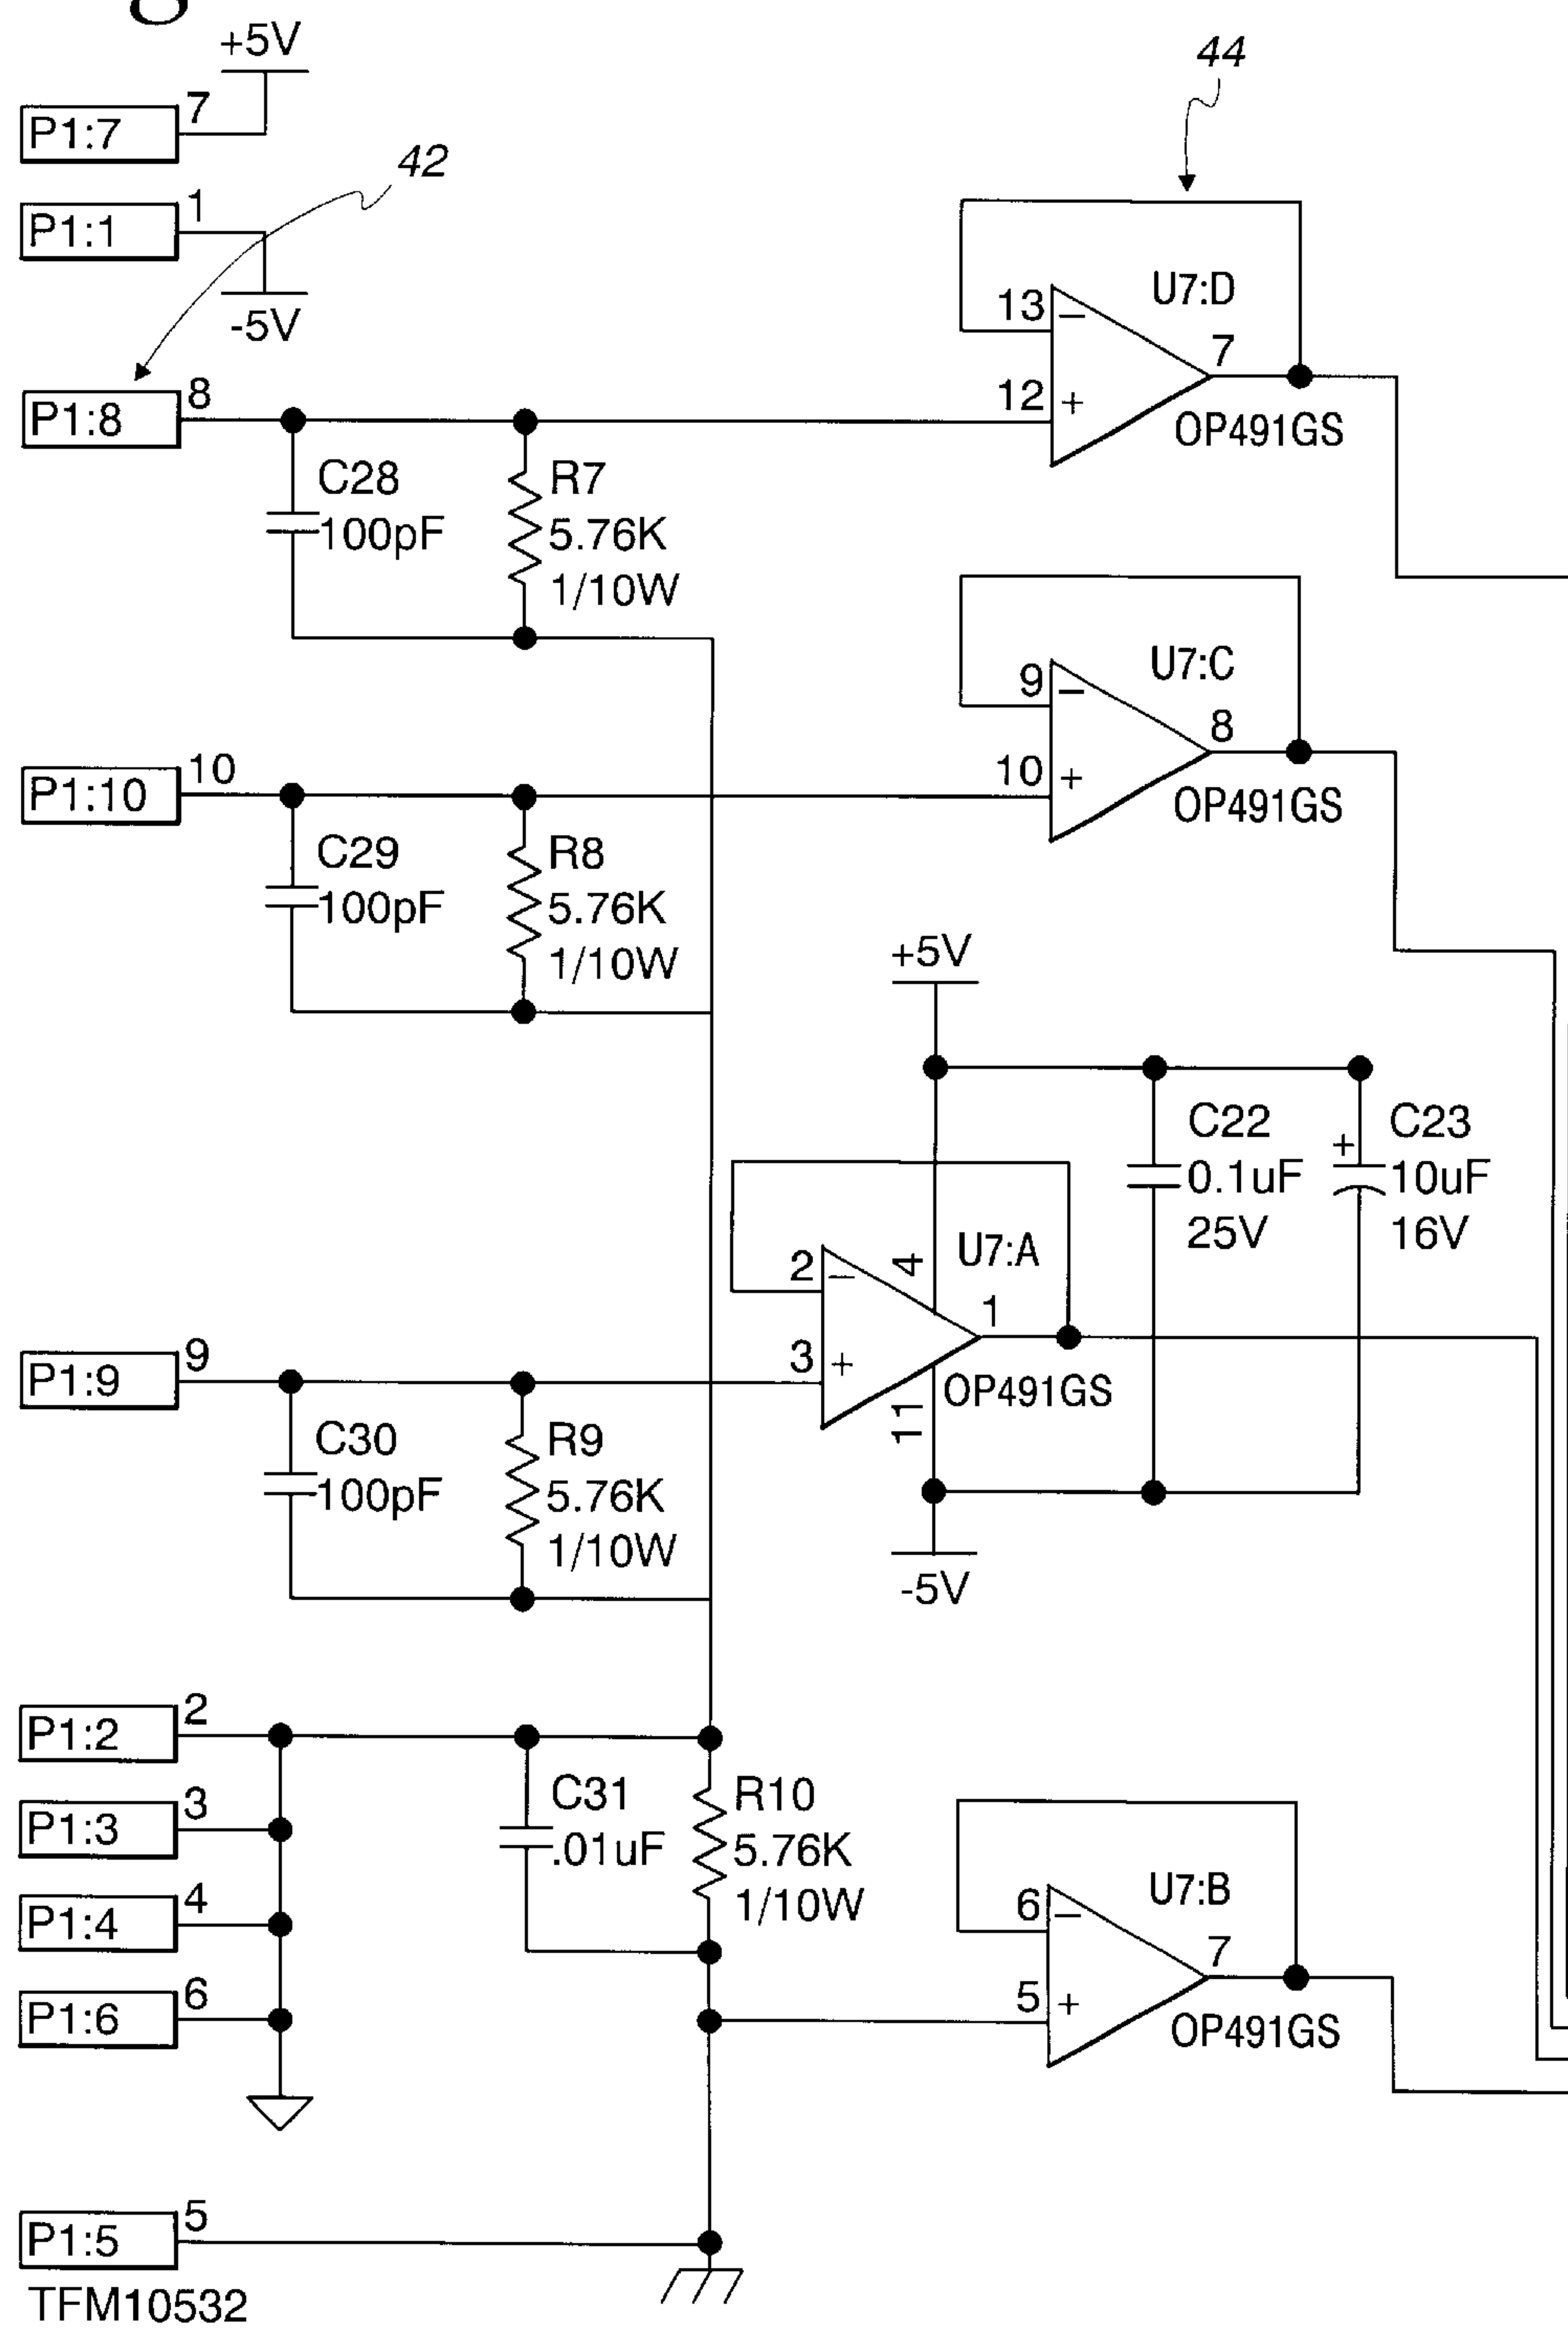 g
+5V
P1:7
7
P1:1
1
-5V
42
44
P1:8
8
C28
100pF
R7
5.76K
1/10W
13
−
12
+
U7:D
7
OP491GS
P1:10
10
C29
100pF
R8
5.76K
1/10W
9
−
10
+
U7:C
8
OP491GS
+5V
C22
0.1uF
25V
+
C23
10uF
16V
P1:9
9
C30
100pF
R9
5.76K
1/10W
2
−
3
+
4
U7:A
1
OP491GS
11
-5V
P1:2
2
P1:3
3
P1:4
4
P1:6
6
C31
.01uF
R10
5.76K
1/10W
6
−
5
+
U7:B
7
OP491GS
P1:5
5
TFM10532